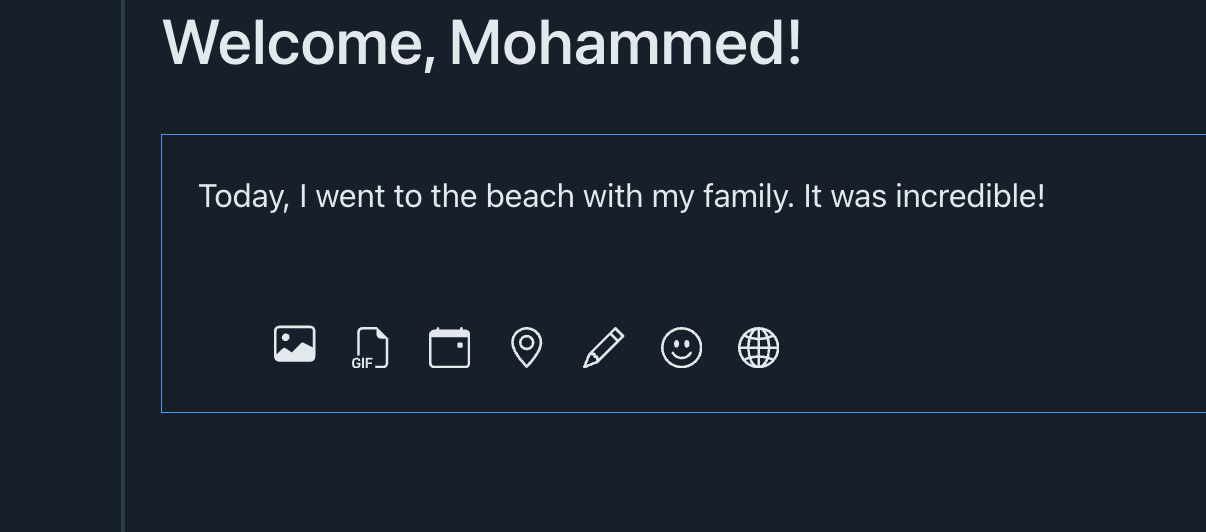 Welcome, Mohammed!
Today, I went to the beach with my family. It was incredible!
GIF